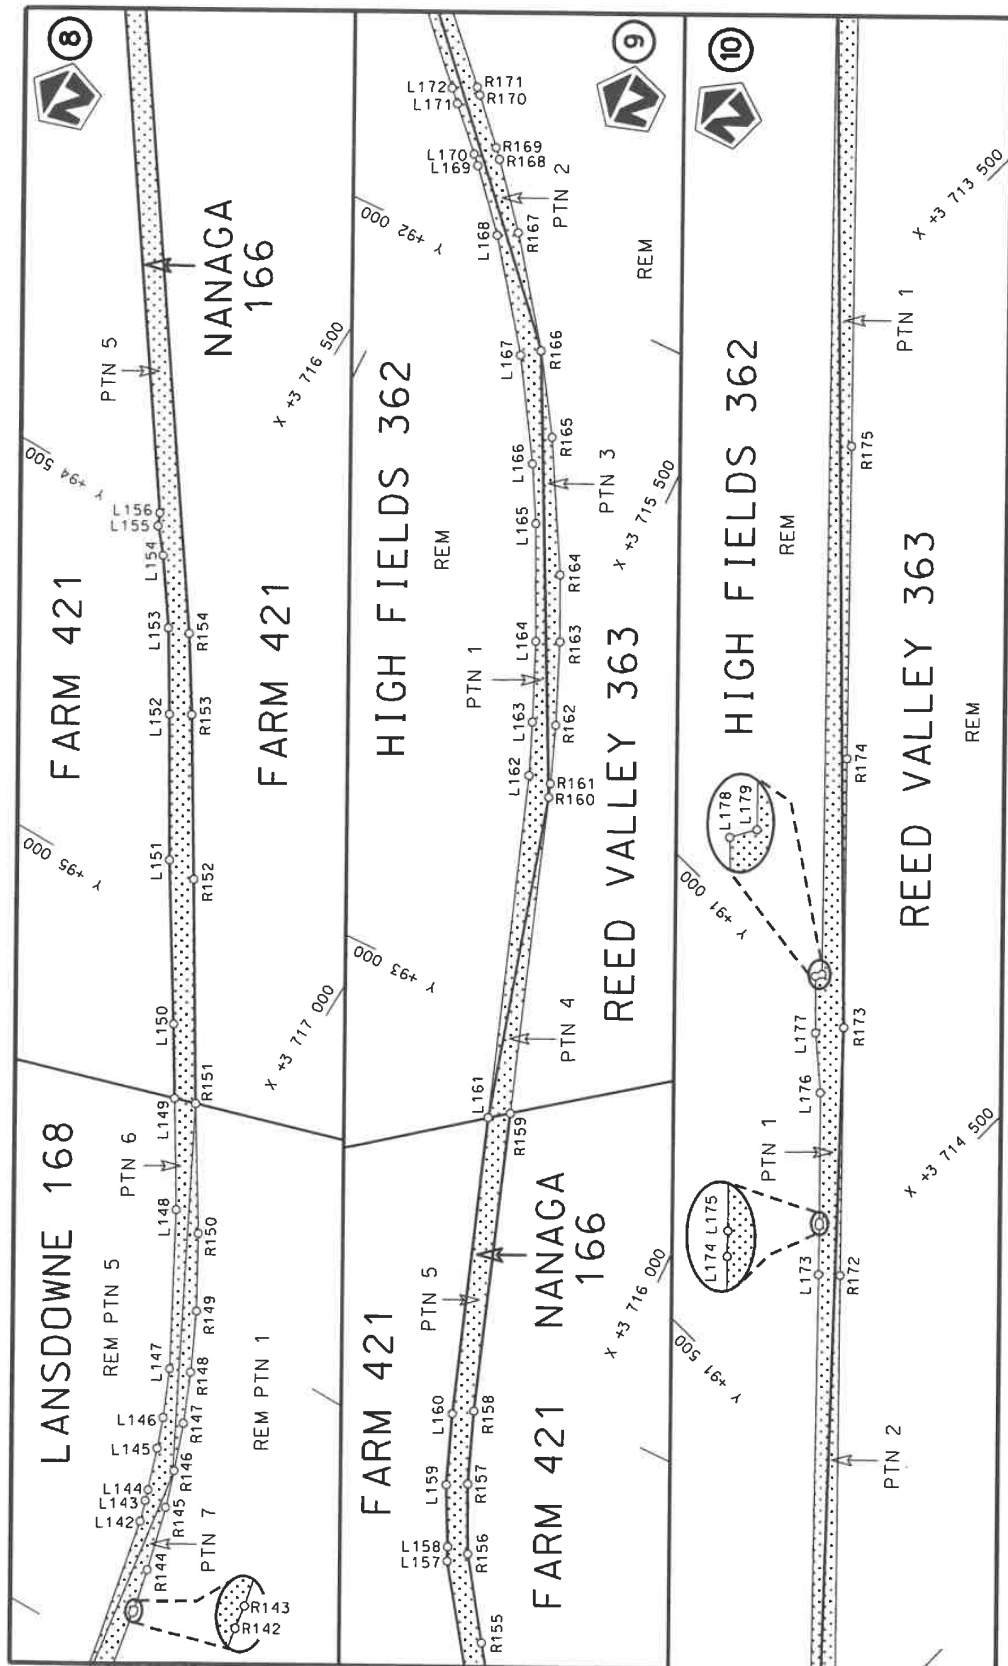 8
LANSDOWNE 168
FARM 421
FARM 421
NANAGA
166
REM PTN 5
REM PTN 1
PTN 7
PTN 6
PTN 5
L142
L143
L144
L145
L146
L147
L148
L149
L150
L151
L152
L153
L154
L155
L156
R142
R143
R144
R145
R146
R147
R148
R149
R150
R151
R152
R153
R154
Y +95 000
Y +94 500
X +3 717 000
X +3 716 500
9
FARM 421
FARM 421
NANAGA
166
HIGH FIELDS 362
REM
REED VALLEY 363
REM
PTN 5
PTN 4
PTN 1
PTN 3
PTN 2
L157
L158
L159
L160
L161
L162
L163
L164
L165
L166
L167
L168
L169
L170
L171
L172
R155
R156
R157
R158
R159
R160
R161
R162
R163
R164
R165
R166
R167
R168
R169
R170
R171
Y +93 000
Y +92 000
X +3 716 000
X +3 715 500
10
HIGH FIELDS 362
REM
REED VALLEY 363
REM
PTN 2
PTN 1
PTN 1
L173
L174 L175
L176
L177
L178
L179
R172
R173
R174
R175
Y +91 500
Y +91 000
X +3 714 500
X +3 713 500